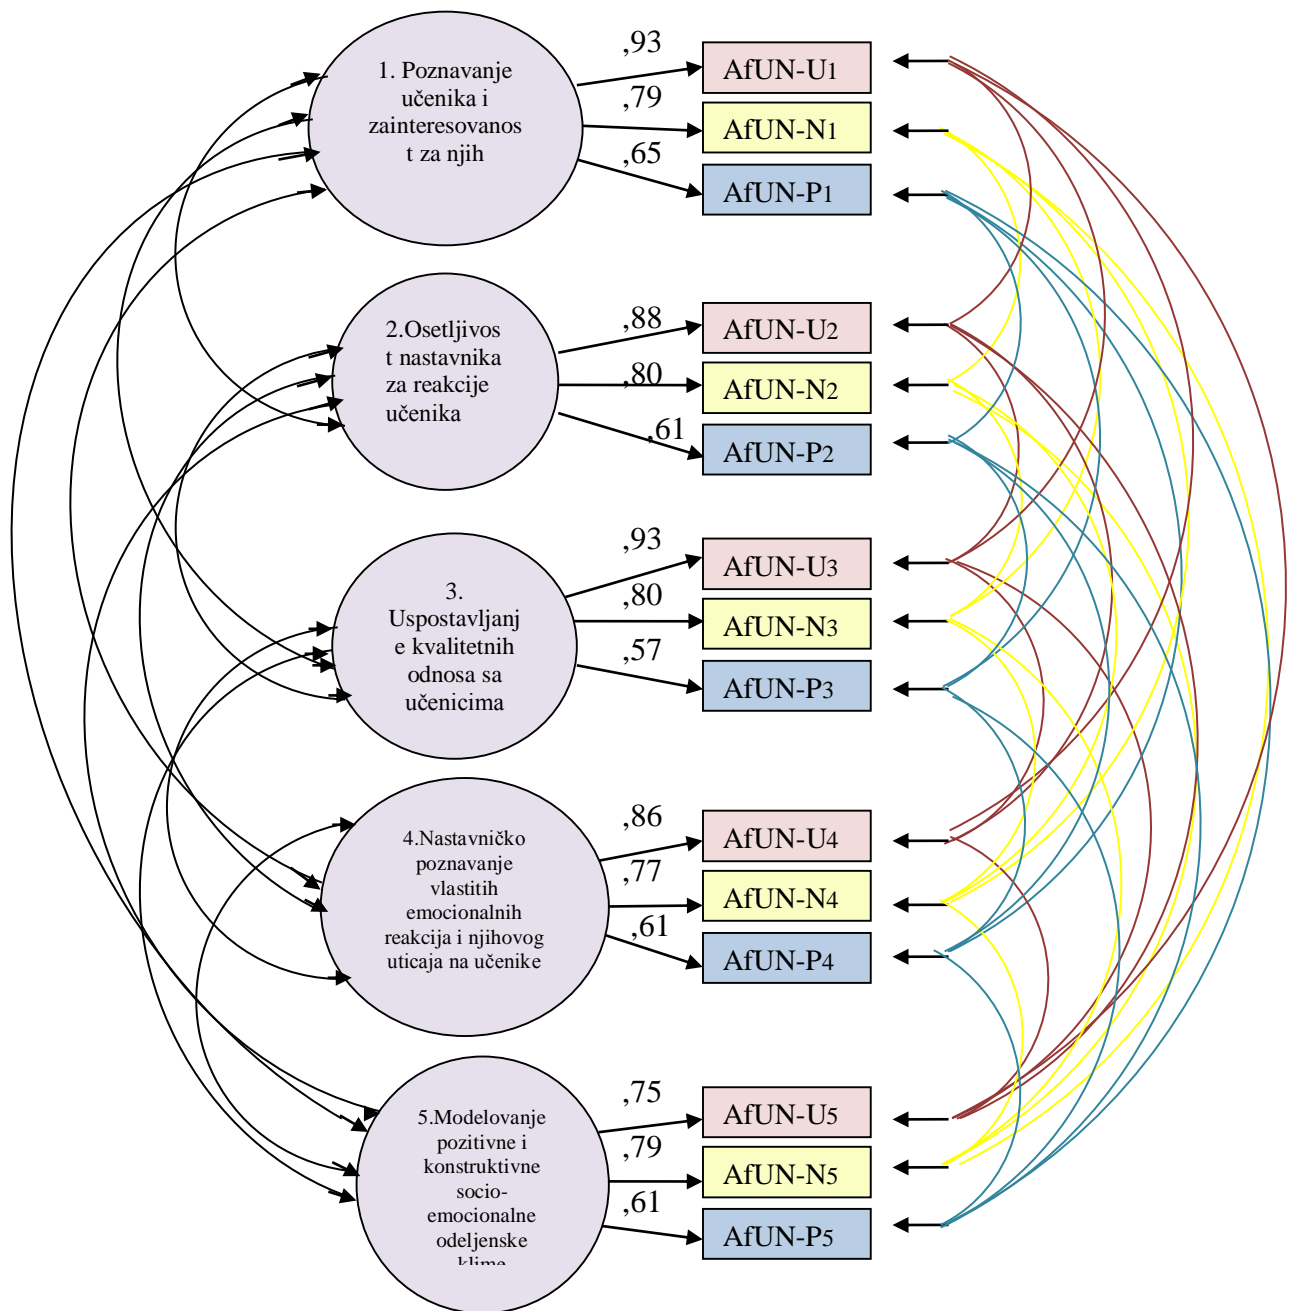 1. Poznavanje
učenika i
zainteresovanos
t za njih
,93
AfUN-U1
,79
AfUN-N1
,65
AfUN-P1
2.Osetljivos
t nastavnika
za reakcije
učenika
,88
AfUN-U2
,80
AfUN-N2
,61
AfUN-P2
3.
Uspostavljanj
e kvalitetnih
odnosa sa
učenicima
,93
AfUN-U3
,80
AfUN-N3
,57
AfUN-P3
4.Nastavničko
poznavanje
vlastitih
emocionalnih
reakcija i njihovog
uticaja na učenike
,86
AfUN-U4
,77
AfUN-N4
,61
AfUN-P4
5.Modelovanje
pozitivne i
konstruktivne
socio-
emocionalne
odeljenske
klime
,75
AfUN-U5
,79
AfUN-N5
,61
AfUN-P5